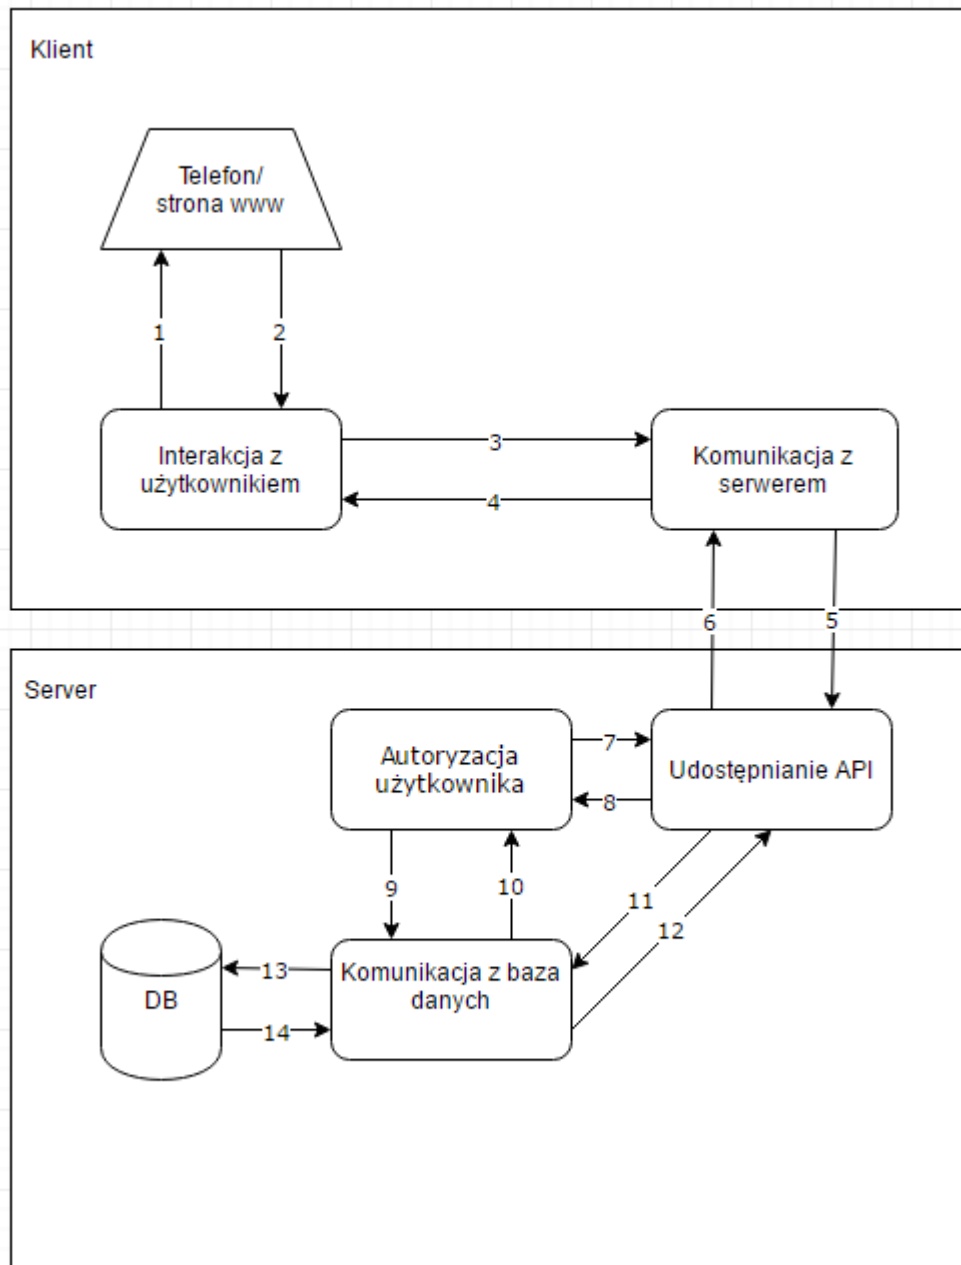 Klient
Telefon/
strona www
1
2
Interakcja z
użytkownikiem
3
4
Komunikacja z
serwerem
6
5
Server
Autoryzacja
użytkownika
7
8
Udostępnianie API
9
10
11
12
DB
13
14
Komunikacja z baza
danych